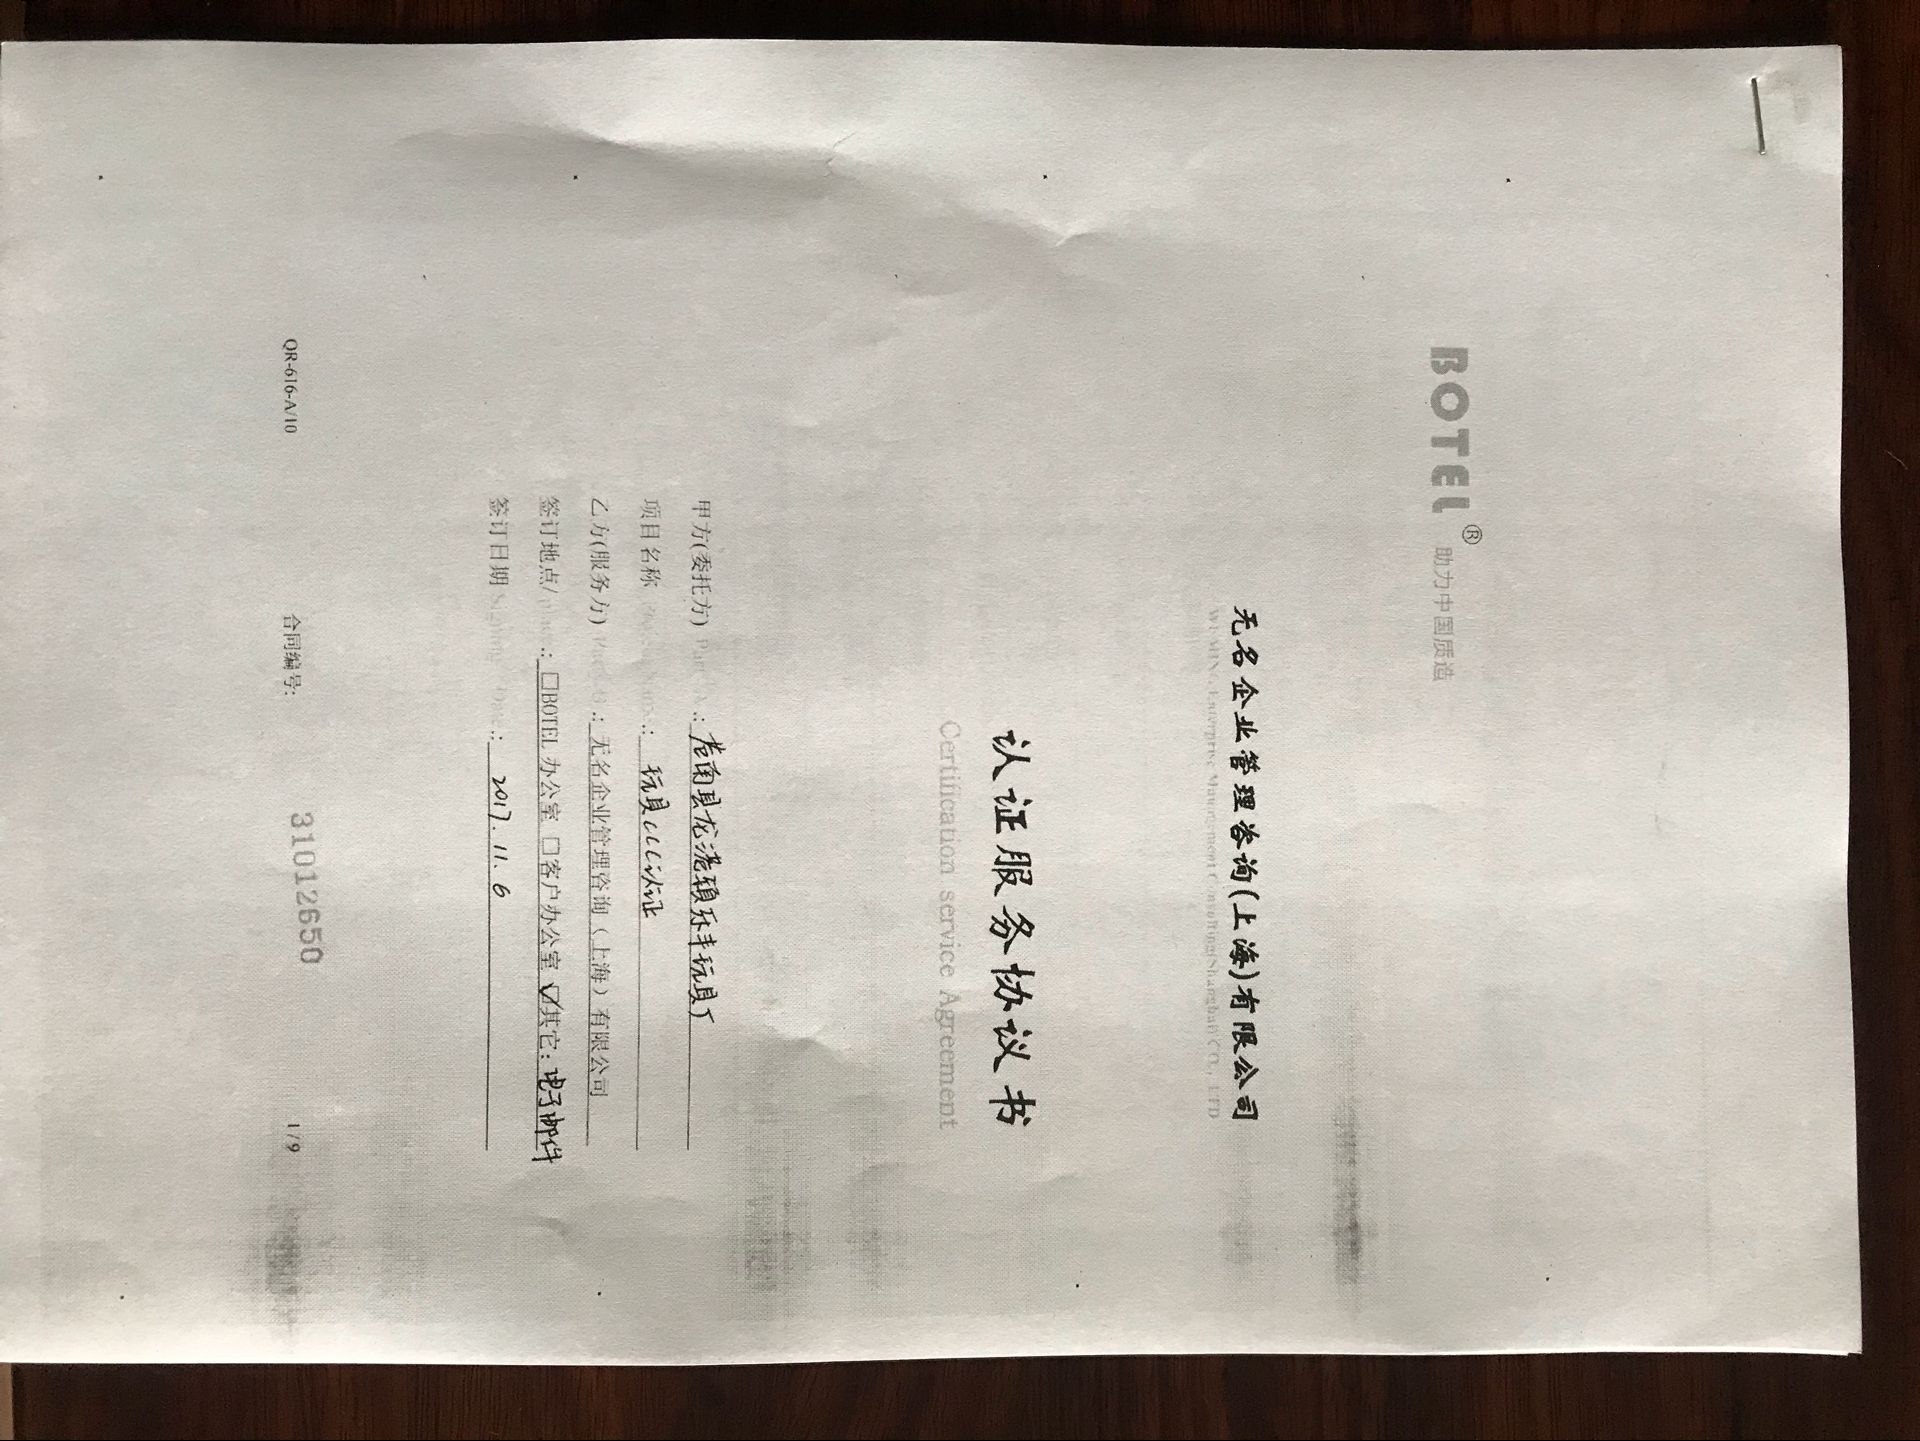 BOTEL® 助力中国质造
无名企业管理咨询(上海)有限公司
WUMING Enterprise Management Consulting(Shanghai) CO., LTD
认证服务协议书
Certification service Agreement
甲方(委托方) .: 苍南县龙港镇乐丰玩具厂
项目名称 .: 玩具CCC认证
乙方(服务方) .: 无名企业管理咨询（上海）有限公司
签订地点/place .: □BOTEL 办公室 □客户办公室 ☑其它: 电子邮件
签订日期 Signing Date .: 2017.11.6
QR-616-A/10 合同编号: 31012650 1/9